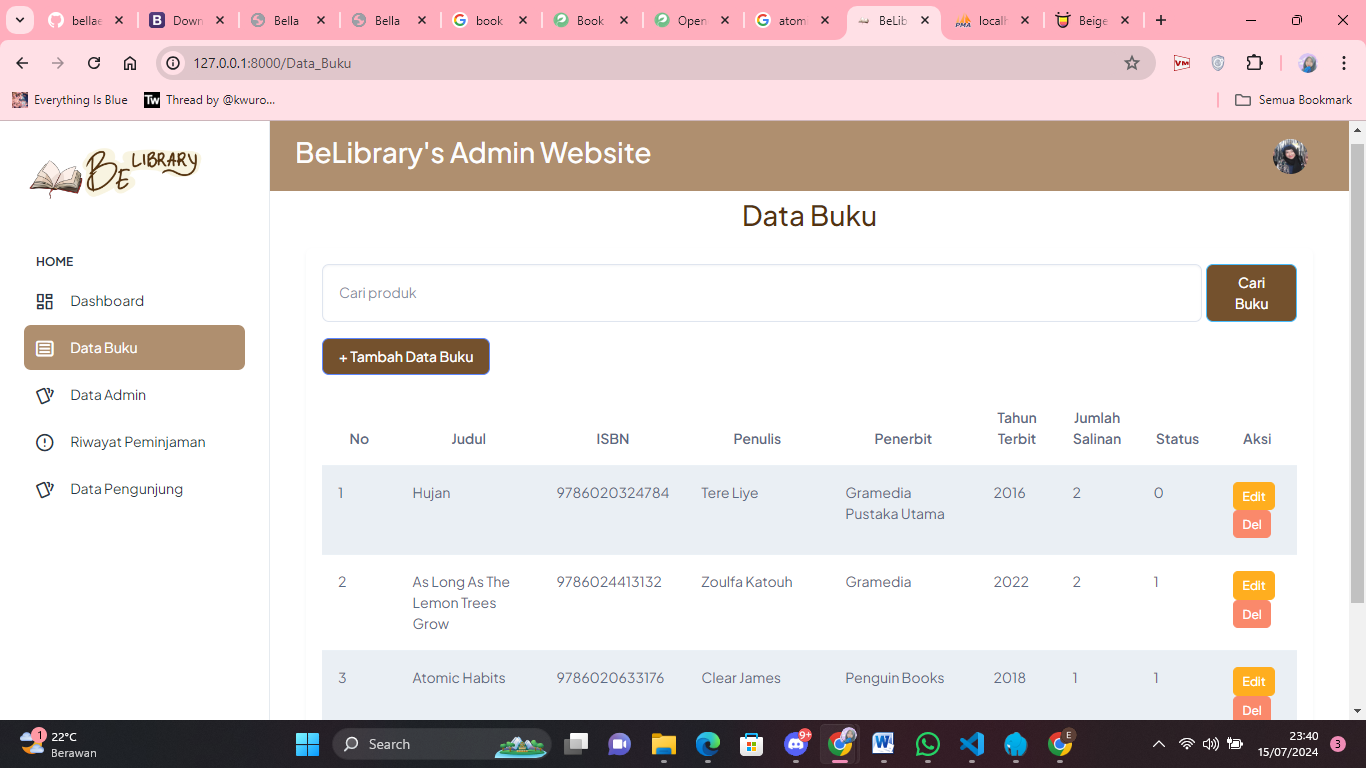 bellae
Down
Bella
Bella
book
Book
Open
atom
BeLib
localh
Beige
127.0.0.1:8000/Data_Buku
Everything Is Blue
Thread by @kwuro...
Semua Bookmark
BE LIBRARY
BeLibrary's Admin Website
HOME
Dashboard
Data Buku
Data Admin
Riwayat Peminjaman
Data Pengunjung
Data Buku
Cari produk
Cari
Buku
+ Tambah Data Buku
No Judul ISBN Penulis Penerbit Tahun Terbit Jumlah Salinan Status Aksi
1 Hujan 9786020324784 Tere Liye Gramedia 2016 2 0 Edit
Pustaka Utama Del
2 As Long As The 9786024413132 Zoulfa Katouh Gramedia 2022 2 1 Edit
Lemon Trees Del
Grow
3 Atomic Habits 9786020633176 Clear James Penguin Books 2018 1 1 Edit
Del
1
22°C
Berawan
Search
9+
E
23:40
15/07/2024
3